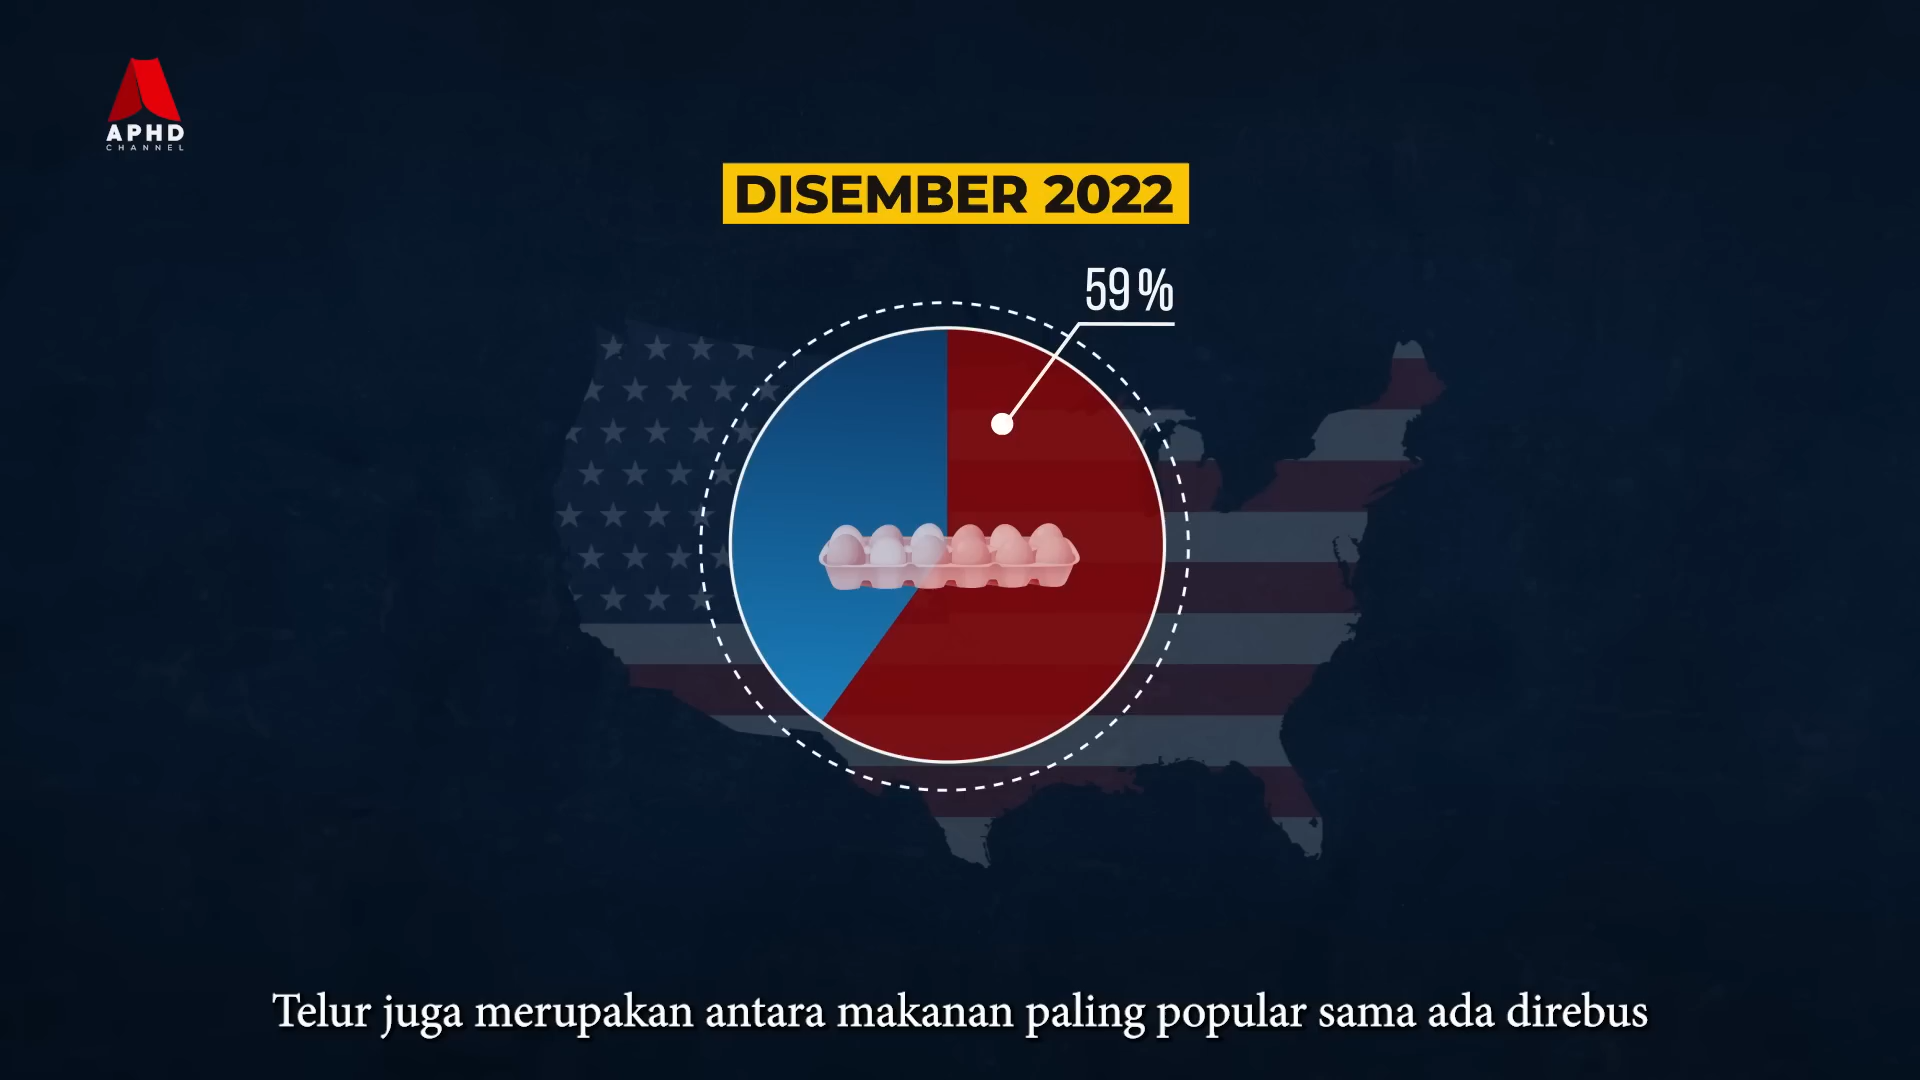 APHD
CHANNEL
DISEMBER 2022
59%
Telur juga merupakan antara makanan paling popular sama ada direbus